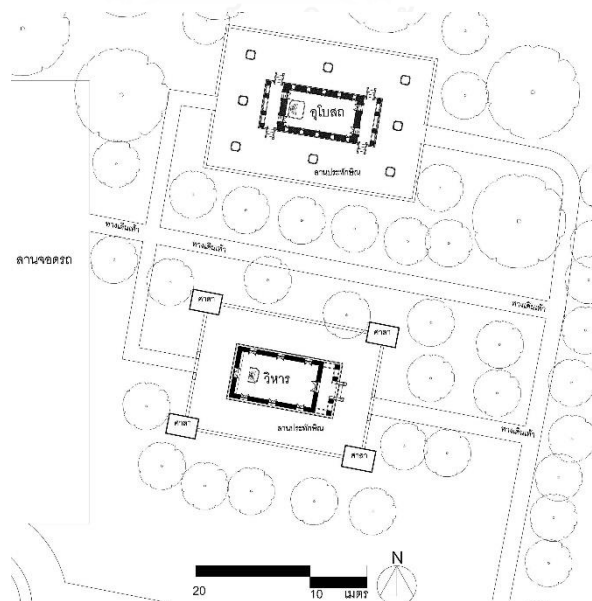 อุโบสถ
ลานประทักษิณ
ทางเดินเท้า
ทางเดินเท้า
ลานจอดรถ
ทางเดินเท้า
ศาลา
ศาลา
วิหาร
ศาลา
ลานประทักษิณ
ทางเดินเท้า
ศาลา
N
20
10
เมตร